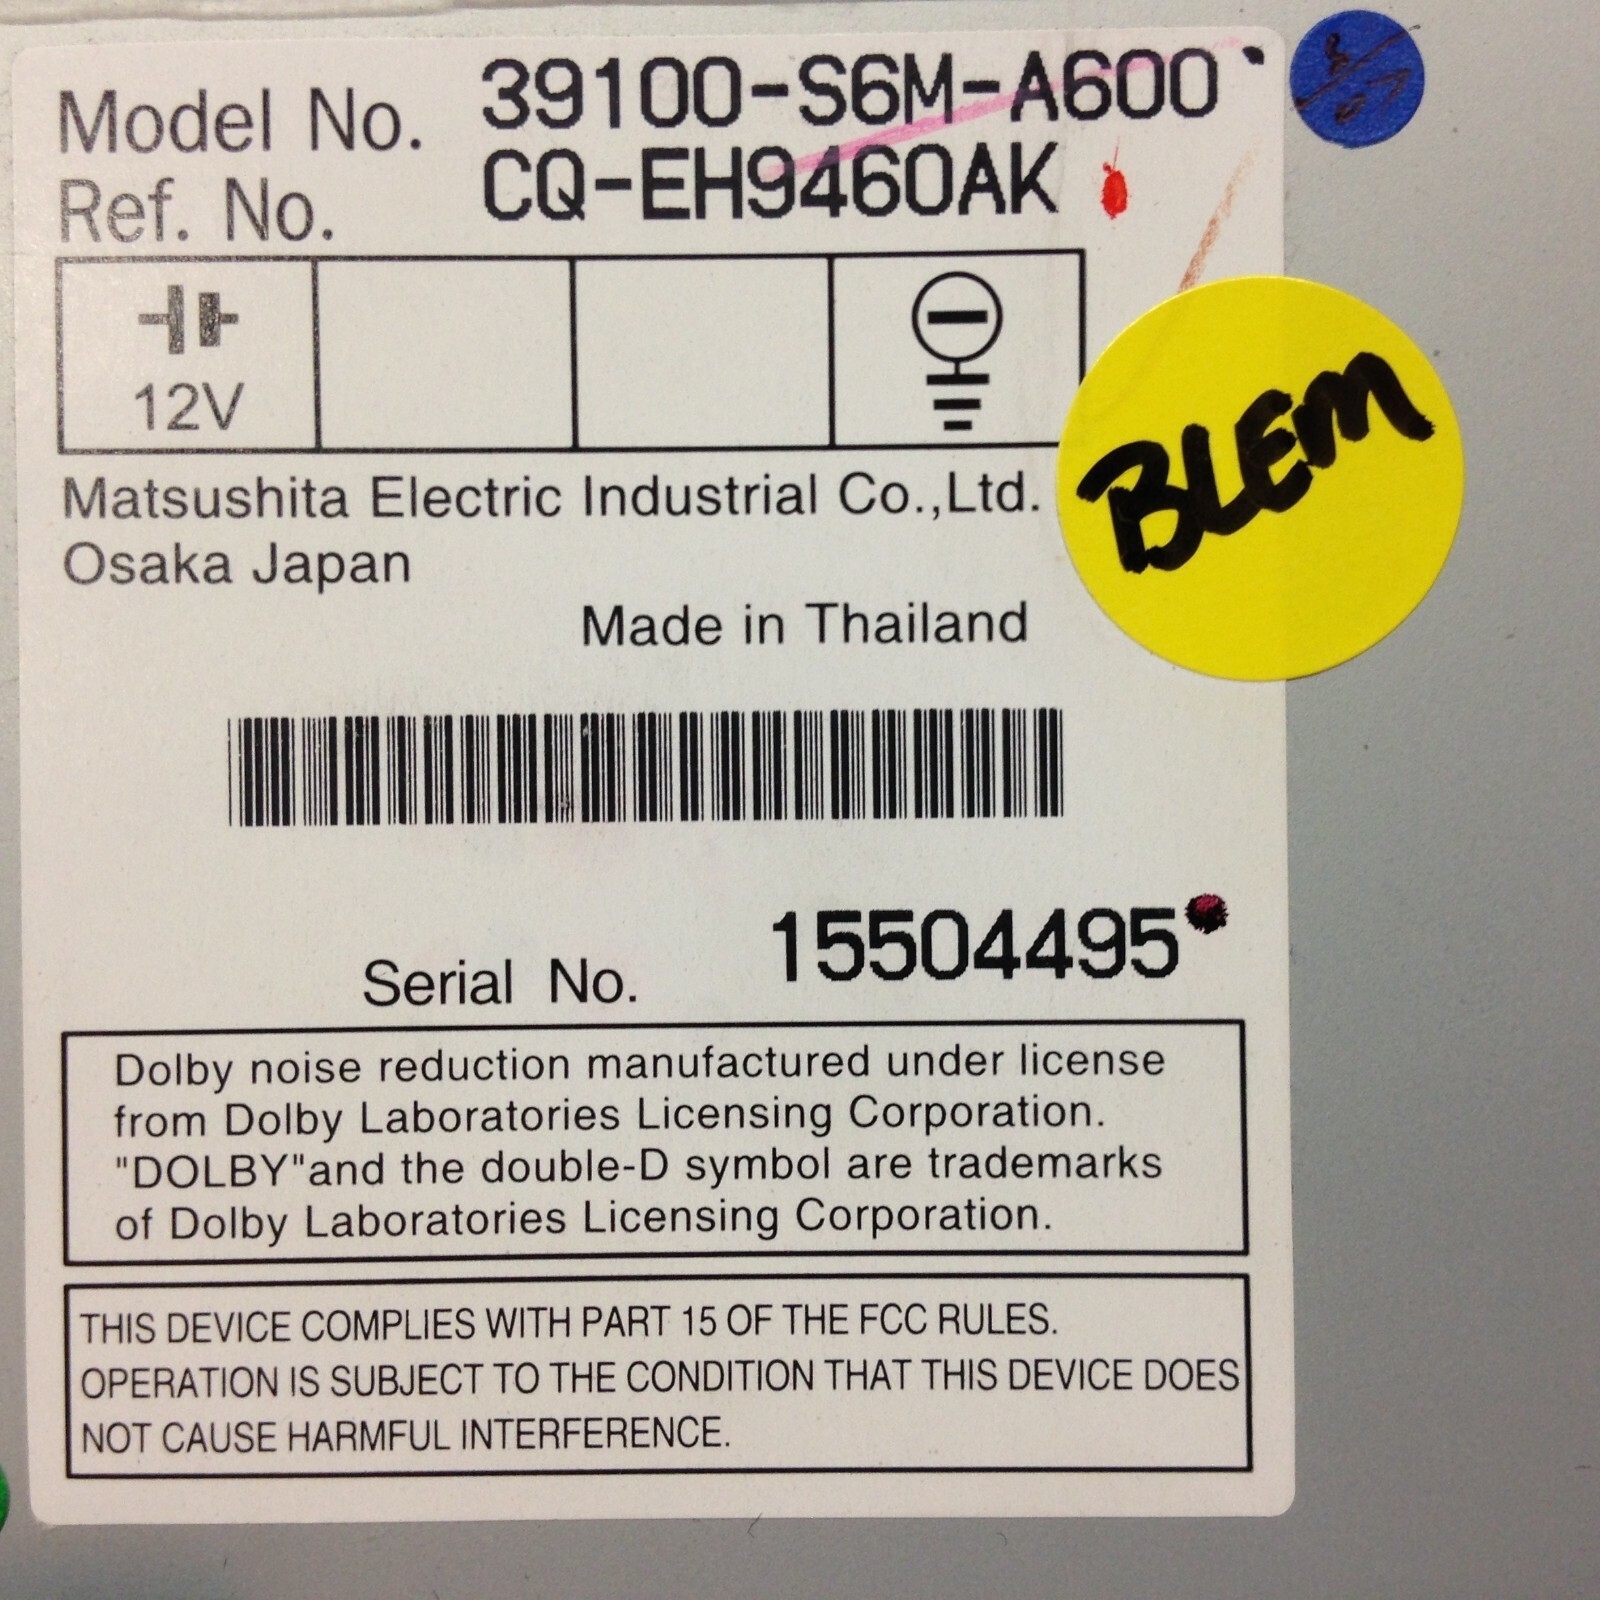 Model No. 39100-S6M-A600
Ref. No. CQ-EH9460AK
12V
BLEM
Matsushita Electric Industrial Co.,Ltd.
Osaka Japan
Made in Thailand
Serial No. 15504495
Dolby noise reduction manufactured under license
from Dolby Laboratories Licensing Corporation.
"DOLBY"and the double-D symbol are trademarks
of Dolby Laboratories Licensing Corporation.
THIS DEVICE COMPLIES WITH PART 15 OF THE FCC RULES.
OPERATION IS SUBJECT TO THE CONDITION THAT THIS DEVICE DOES
NOT CAUSE HARMFUL INTERFERENCE.